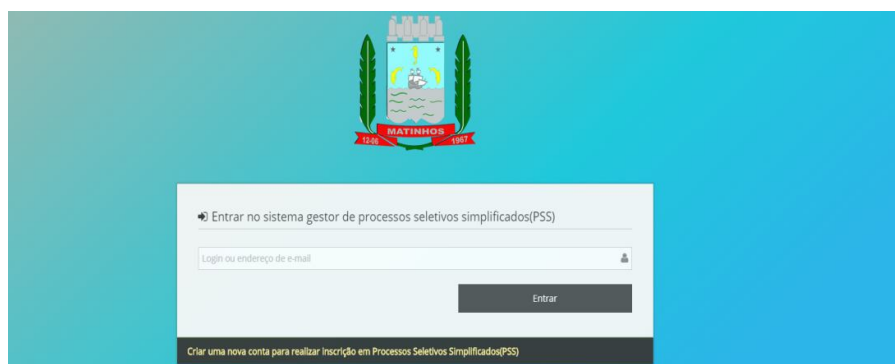 MATINHOS
12-06 1967
Entrar no sistema gestor de processos seletivos simplificados(PSS)
Login ou endereço de e-mail
Entrar
Criar uma nova conta para realizar inscrição em Processos Seletivos Simplificados(PSS)